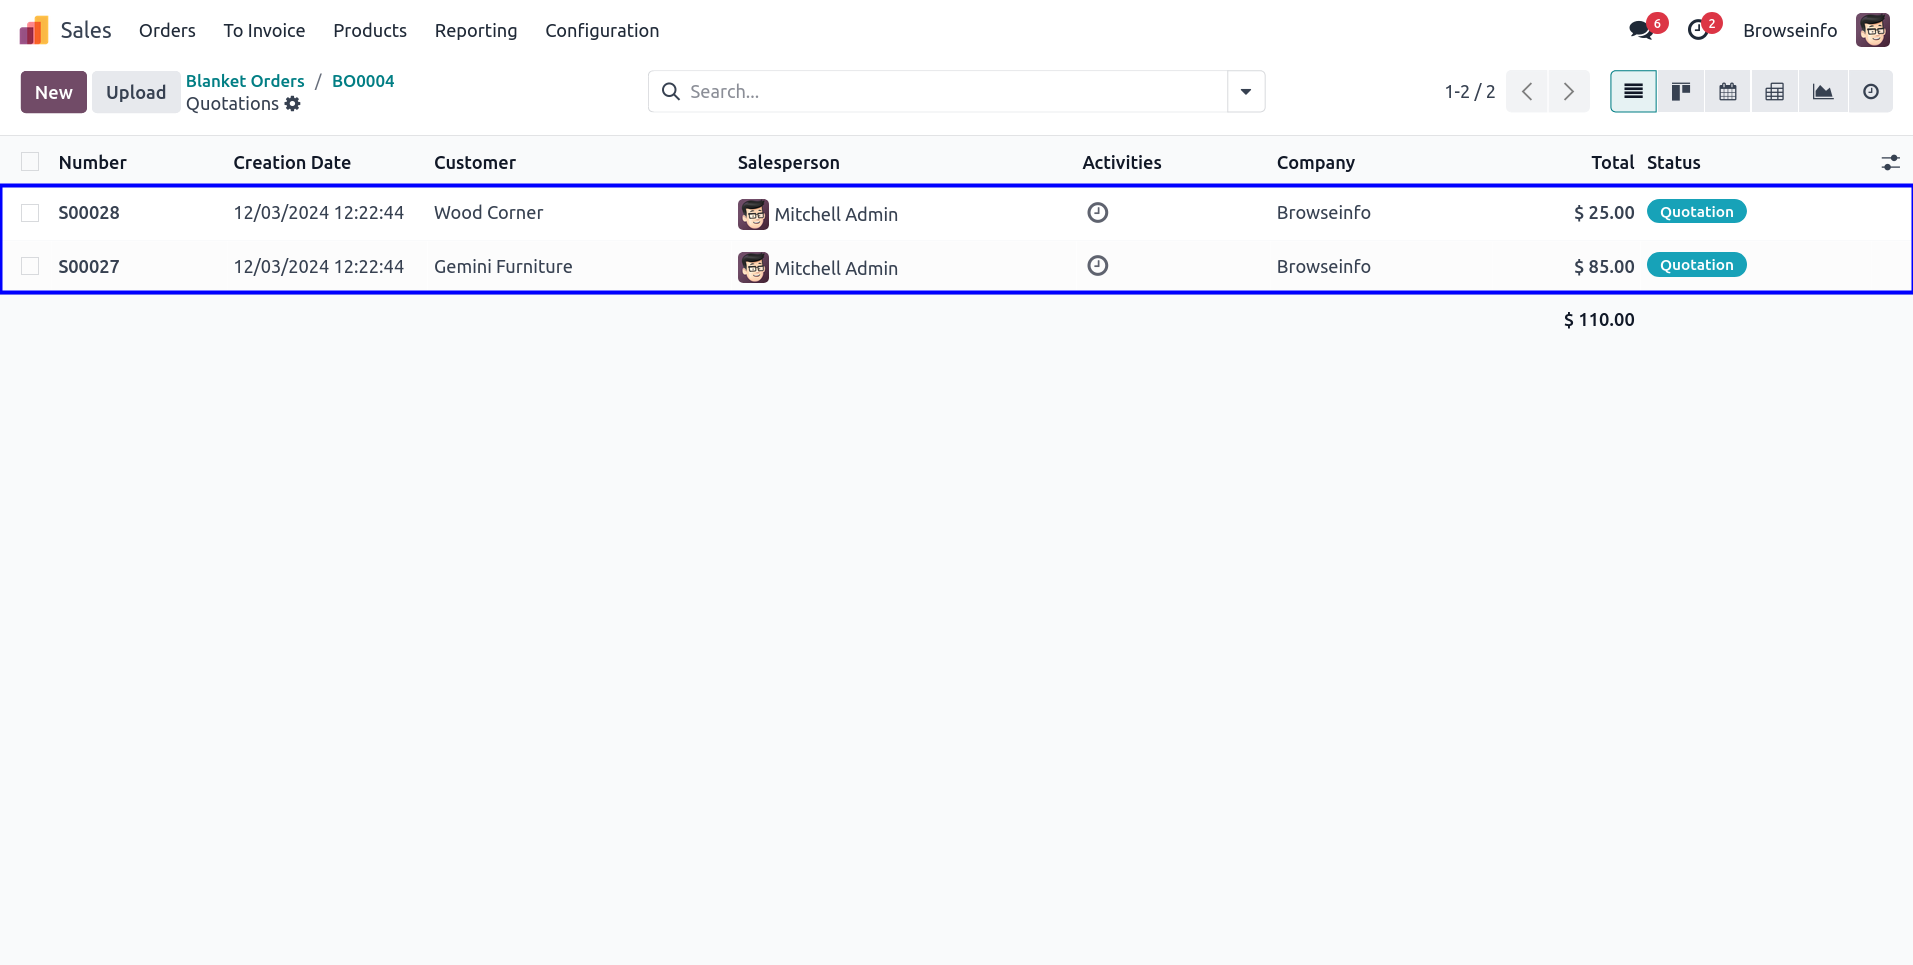 Sales Orders To Invoice Products Reporting Configuration 6 2 Browseinfo
New Upload Blanket Orders / BO0004
Quotations
Search...
1-2 / 2
Number Creation Date Customer Salesperson Activities Company Total Status
S00028 12/03/2024 12:22:44 Wood Corner Mitchell Admin Browseinfo $ 25.00 Quotation
S00027 12/03/2024 12:22:44 Gemini Furniture Mitchell Admin Browseinfo $ 85.00 Quotation
$ 110.00